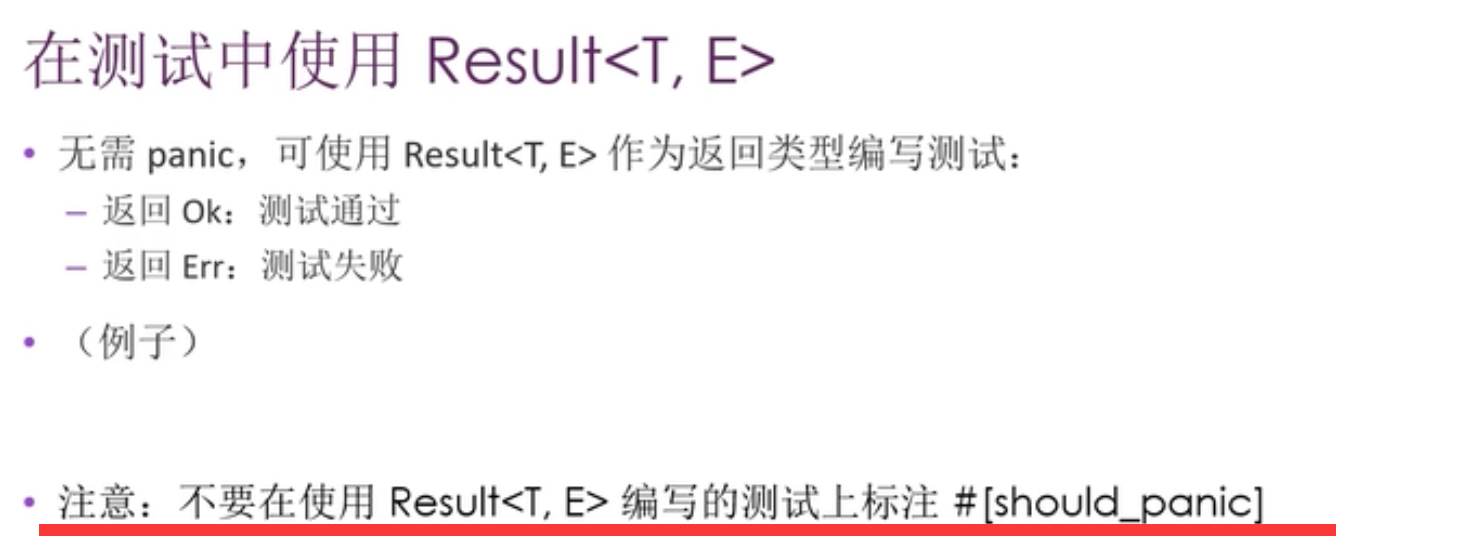 在测试中使用 Result<T, E>
• 无需 panic，可使用 Result<T, E> 作为返回类型编写测试：
– 返回 Ok：测试通过
– 返回 Err：测试失败
• （例子）
• 注意：不要在使用 Result<T, E> 编写的测试上标注 #[should_panic]